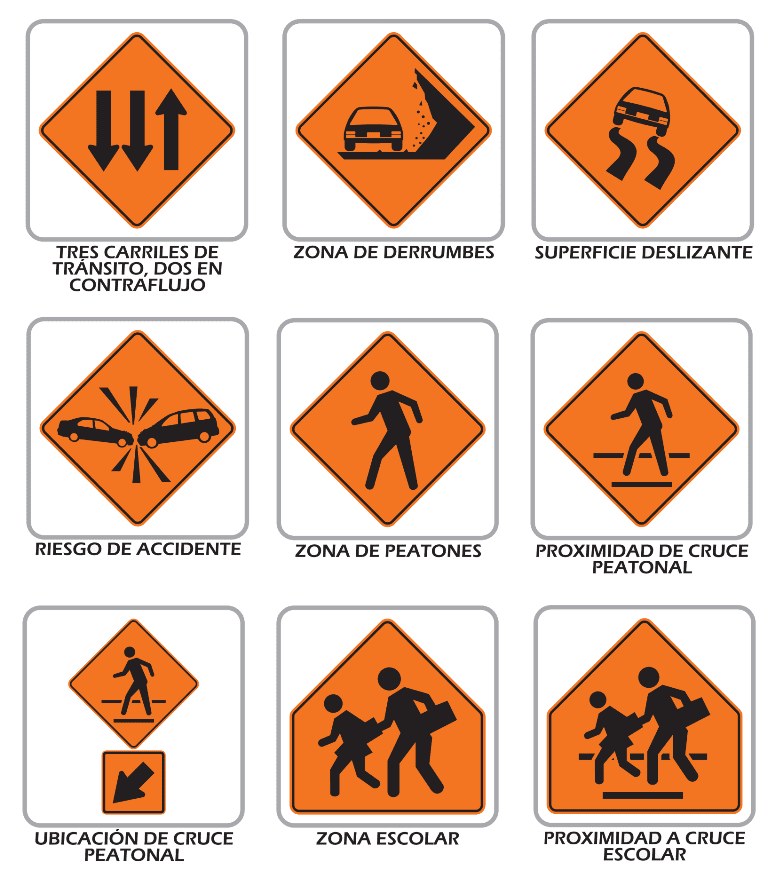 TRES CARRILES DE
TRÁNSITO, DOS EN
CONTRAFLUJO
ZONA DE DERRUMBES
SUPERFICIE DESLIZANTE
RIESGO DE ACCIDENTE
ZONA DE PEATONES
PROXIMIDAD DE CRUCE
PEATONAL
UBICACIÓN DE CRUCE
PEATONAL
ZONA ESCOLAR
PROXIMIDAD A CRUCE
ESCOLAR